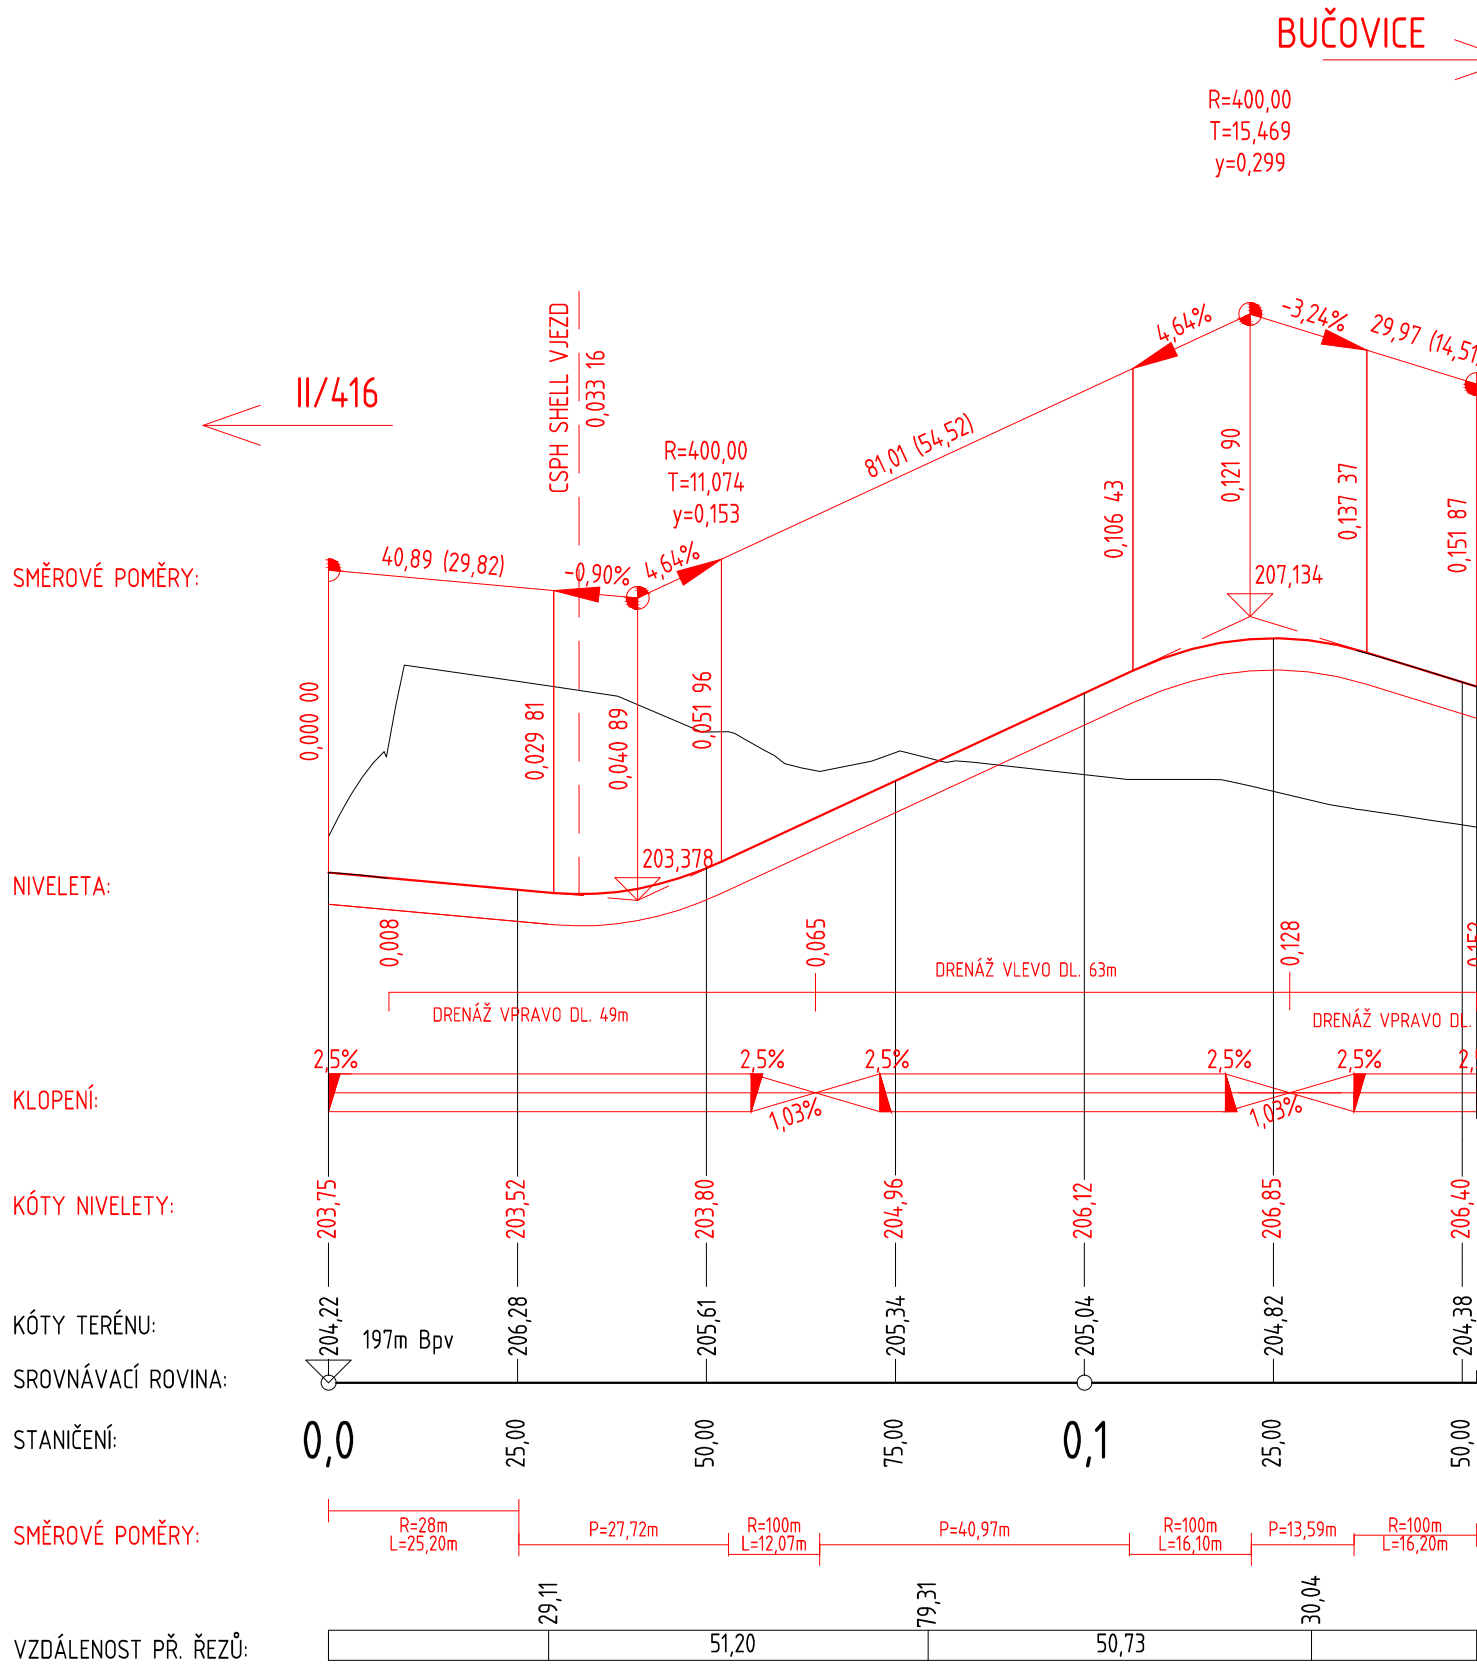 BUČOVICE
R=400,00
T=15,469
y=0,299
II/416
CSPH SHELL VJEZD
0,033 16
R=400,00
T=11,074
y=0,153
4,64%
-3,24%
29,97 (14,51)
81,01 (54,52)
0,106 43
0,121 90
0,137 37
0,151 87
SMĚROVÉ POMĚRY:
40,89 (29,82)
-0,90%
4,64%
207,134
0,000 00
0,029 81
0,040 89
0,051 96
NIVELETA:
203,378
0,008
0,065
0,128
DRENÁŽ VLEVO DL. 63m
DRENÁŽ VPRAVO DL. 49m
DRENÁŽ VPRAVO DL.
KLOPENÍ:
2,5%
2,5%
2,5%
2,5%
2,5%
1,03%
1,03%
KÓTY NIVELETY:
203,75
203,52
203,80
204,96
206,12
206,85
206,40
KÓTY TERÉNU:
204,22
206,28
205,61
205,34
205,04
204,82
204,38
197m Bpv
SROVNÁVACÍ ROVINA:
STANIČENÍ:
0,0
25,00
50,00
75,00
0,1
25,00
50,00
SMĚROVÉ POMĚRY:
R=28m
L=25,20m
P=27,72m
R=100m
L=12,07m
P=40,97m
R=100m
L=16,10m
P=13,59m
R=100m
L=16,20m
29,11
79,31
30,04
VZDÁLENOST PŘ. ŘEZŮ:
51,20
50,73